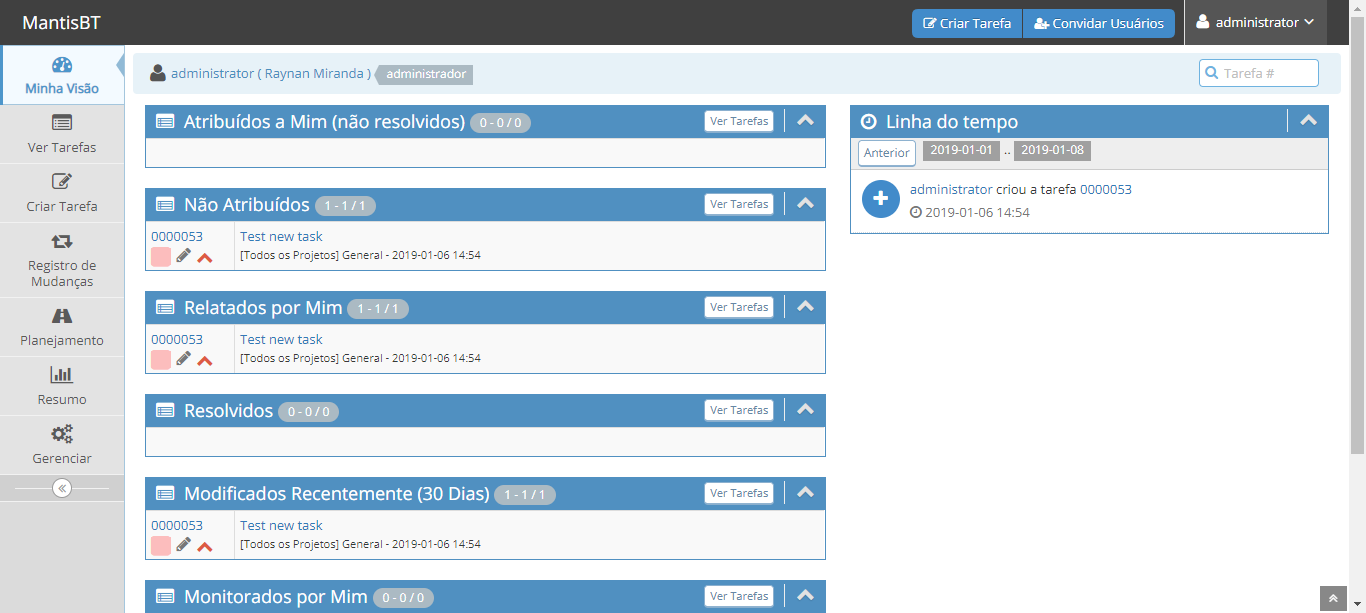 MantisBT
Criar Tarefa
Convidar Usuários
administrator
Minha Visão
Ver Tarefas
Criar Tarefa
Registro de
Mudanças
Planejamento
Resumo
Gerenciar
administrator ( Raynan Miranda ) administrador
Tarefa #
Atribuídos a Mim (não resolvidos) 0 - 0 / 0
Ver Tarefas
Não Atribuídos 1 - 1 / 1
Ver Tarefas
0000053
Test new task
[Todos os Projetos] General - 2019-01-06 14:54
Relatados por Mim 1 - 1 / 1
Ver Tarefas
0000053
Test new task
[Todos os Projetos] General - 2019-01-06 14:54
Resolvidos 0 - 0 / 0
Ver Tarefas
Modificados Recentemente (30 Dias) 1 - 1 / 1
Ver Tarefas
0000053
Test new task
[Todos os Projetos] General - 2019-01-06 14:54
Monitorados por Mim 0 - 0 / 0
Ver Tarefas
Linha do tempo
Anterior 2019-01-01 .. 2019-01-08
administrator criou a tarefa 0000053
2019-01-06 14:54